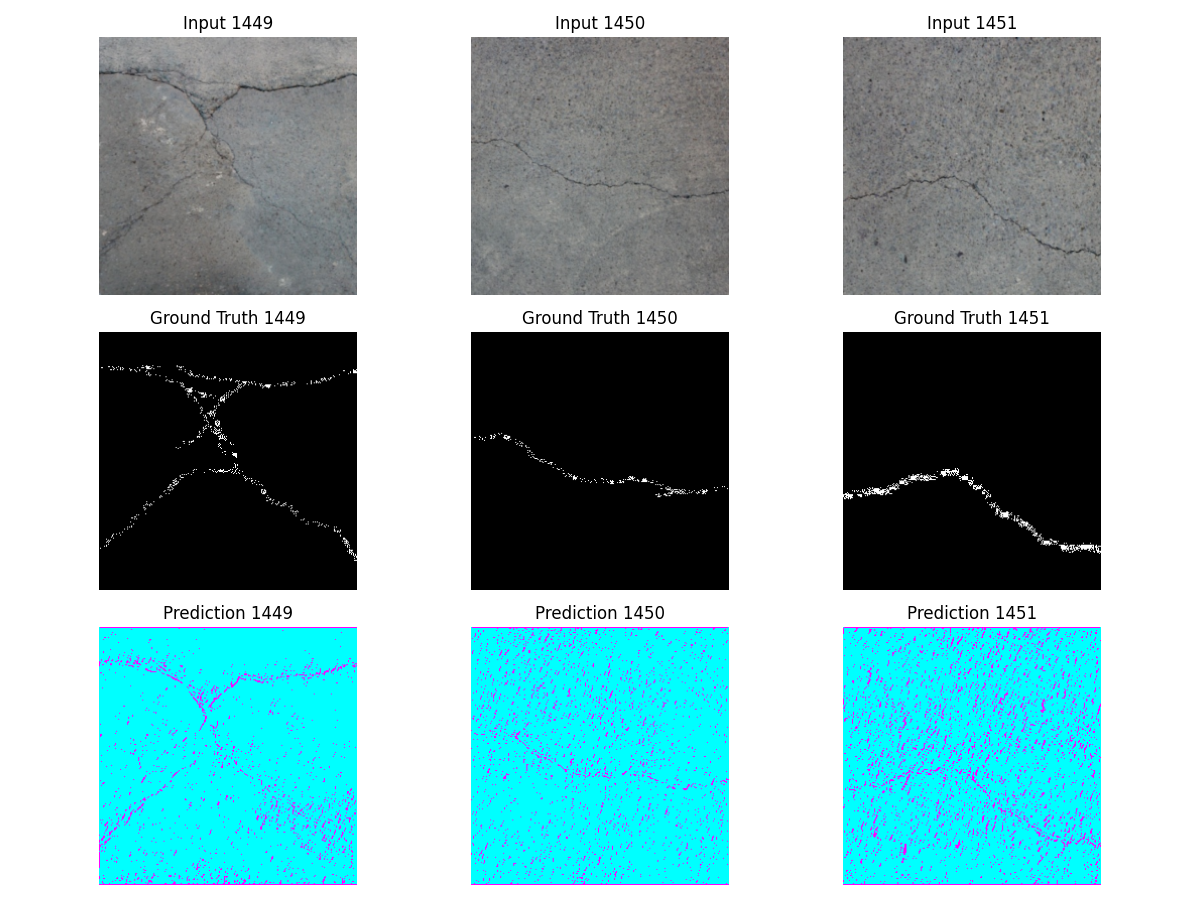 Input 1449
Input 1450
Input 1451
Ground Truth 1449
Ground Truth 1450
Ground Truth 1451
Prediction 1449
Prediction 1450
Prediction 1451